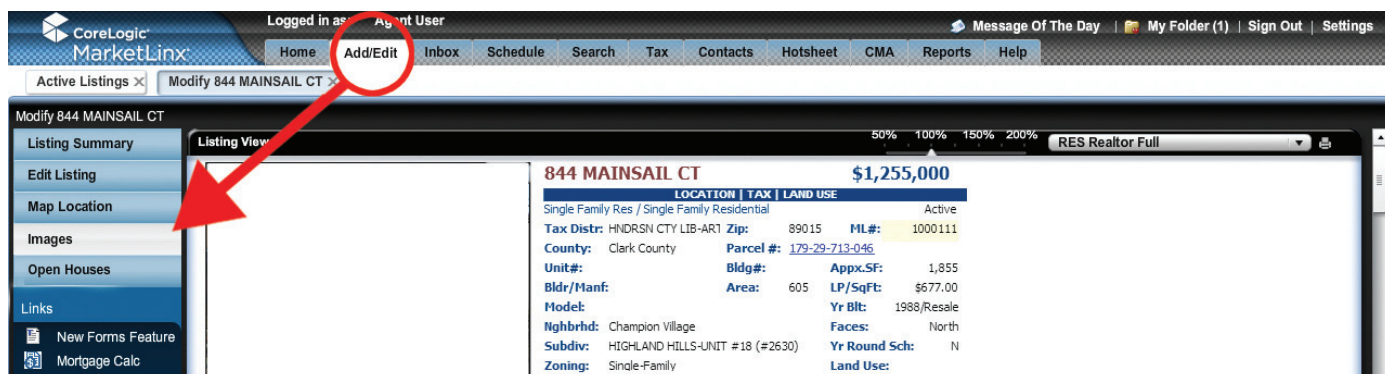 Logged in as Agent User
Message Of The Day | My Folder (1) | Sign Out | Settings
CoreLogic
MarketLinx
Home Add/Edit Inbox Schedule Search Tax Contacts Hotsheet CMA Reports Help
Active Listings X Modify 844 MAINSAIL CT X
Modify 844 MAINSAIL CT
Listing Summary
Edit Listing
Map Location
Images
Open Houses
Links
New Forms Feature
Mortgage Calc
Listing View
50% 100% 150% 200%
RES Realtor Full
844 MAINSAIL CT $1,255,000
LOCATION | TAX | LAND USE
Single Family Res / Single Family Residential Active
Tax Distr: HNDRSN CTY LIB-ART Zip: 89015 ML#: 1000111
County: Clark County Parcel #: 179-29-713-046
Unit#: Bldg#: Appx.SF: 1,855
Bldr/Manf: Area: 605 LP/SqFt: $677.00
Model: Yr Blt: 1988/Resale
Nghbrhd: Champion Village Faces: North
Subdiv: HIGHLAND HILLS-UNIT #18 (#2630) Yr Round Sch: N
Zoning: Single-Family Land Use: